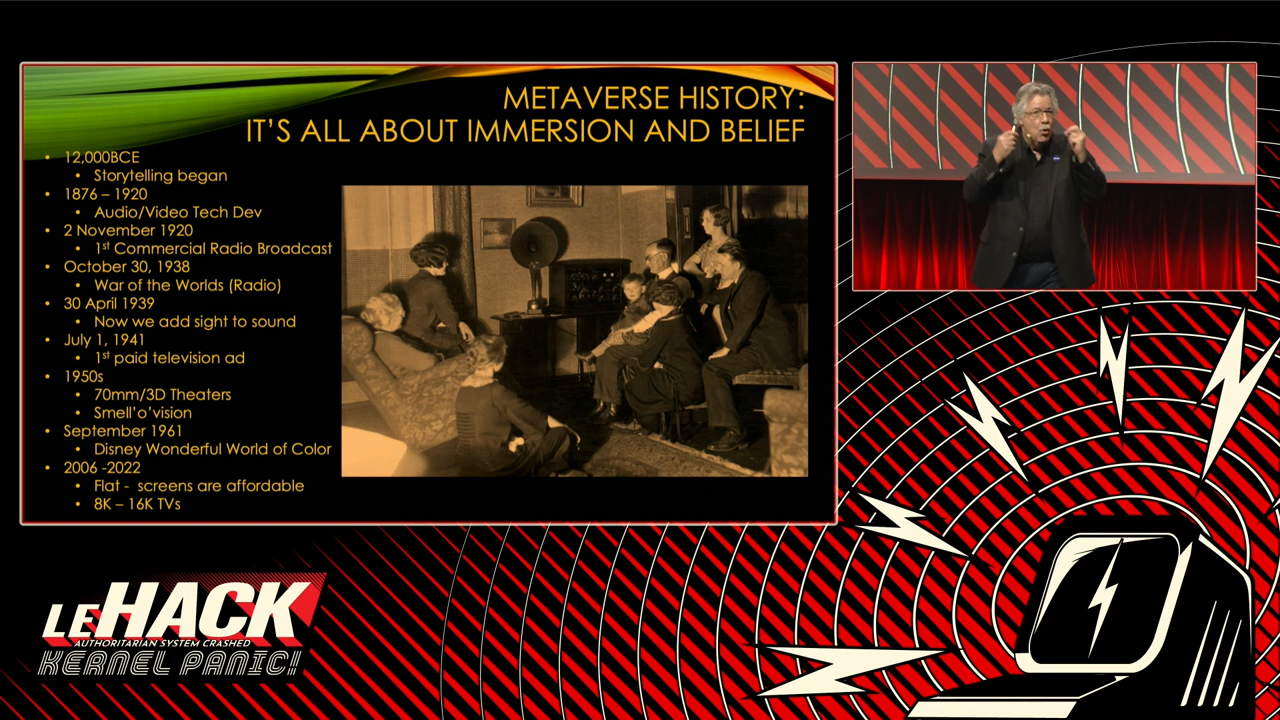 METAVERSE HISTORY:
IT'S ALL ABOUT IMMERSION AND BELIEF
• 12,000BCE
• Storytelling began
• 1876 – 1920
• Audio/Video Tech Dev
• 2 November 1920
• 1st Commercial Radio Broadcast
• October 30, 1938
• War of the Worlds (Radio)
• 30 April 1939
• Now we add sight to sound
• July 1, 1941
• 1st paid television ad
• 1950s
• 70mm/3D Theaters
• Smell'o'vision
• September 1961
• Disney Wonderful World of Color
• 2006 -2022
• Flat - screens are affordable
• 8K – 16K TVs
LEHACK
AUTHORITARIAN SYSTEM CRASHED
KERNEL PANIC!